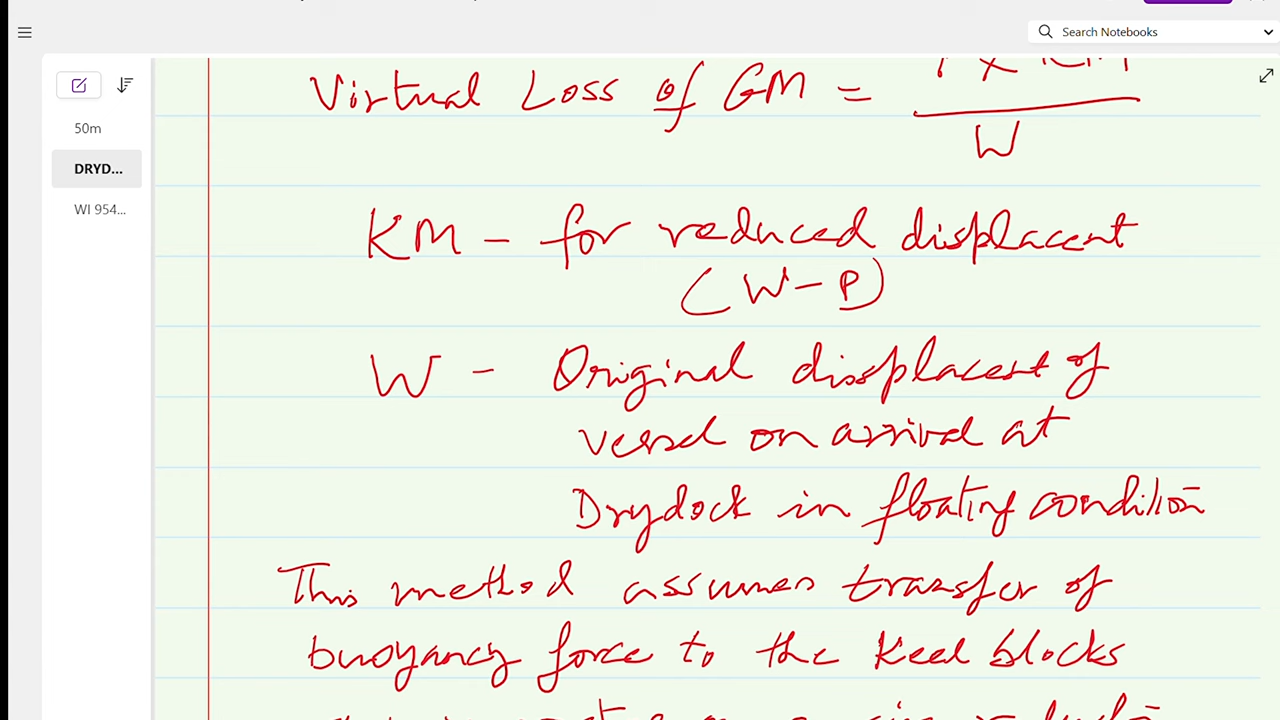 Search Notebooks
50m
DRYD...
WI 954...
Virtual Loss of GM = P x KM
W
KM - for reduced displacent
(W-P)
W - Original displacent of
vessel on arrival at
Drydock in floating condition
This method assumes transfer of
buoyancy force to the Keel blocks